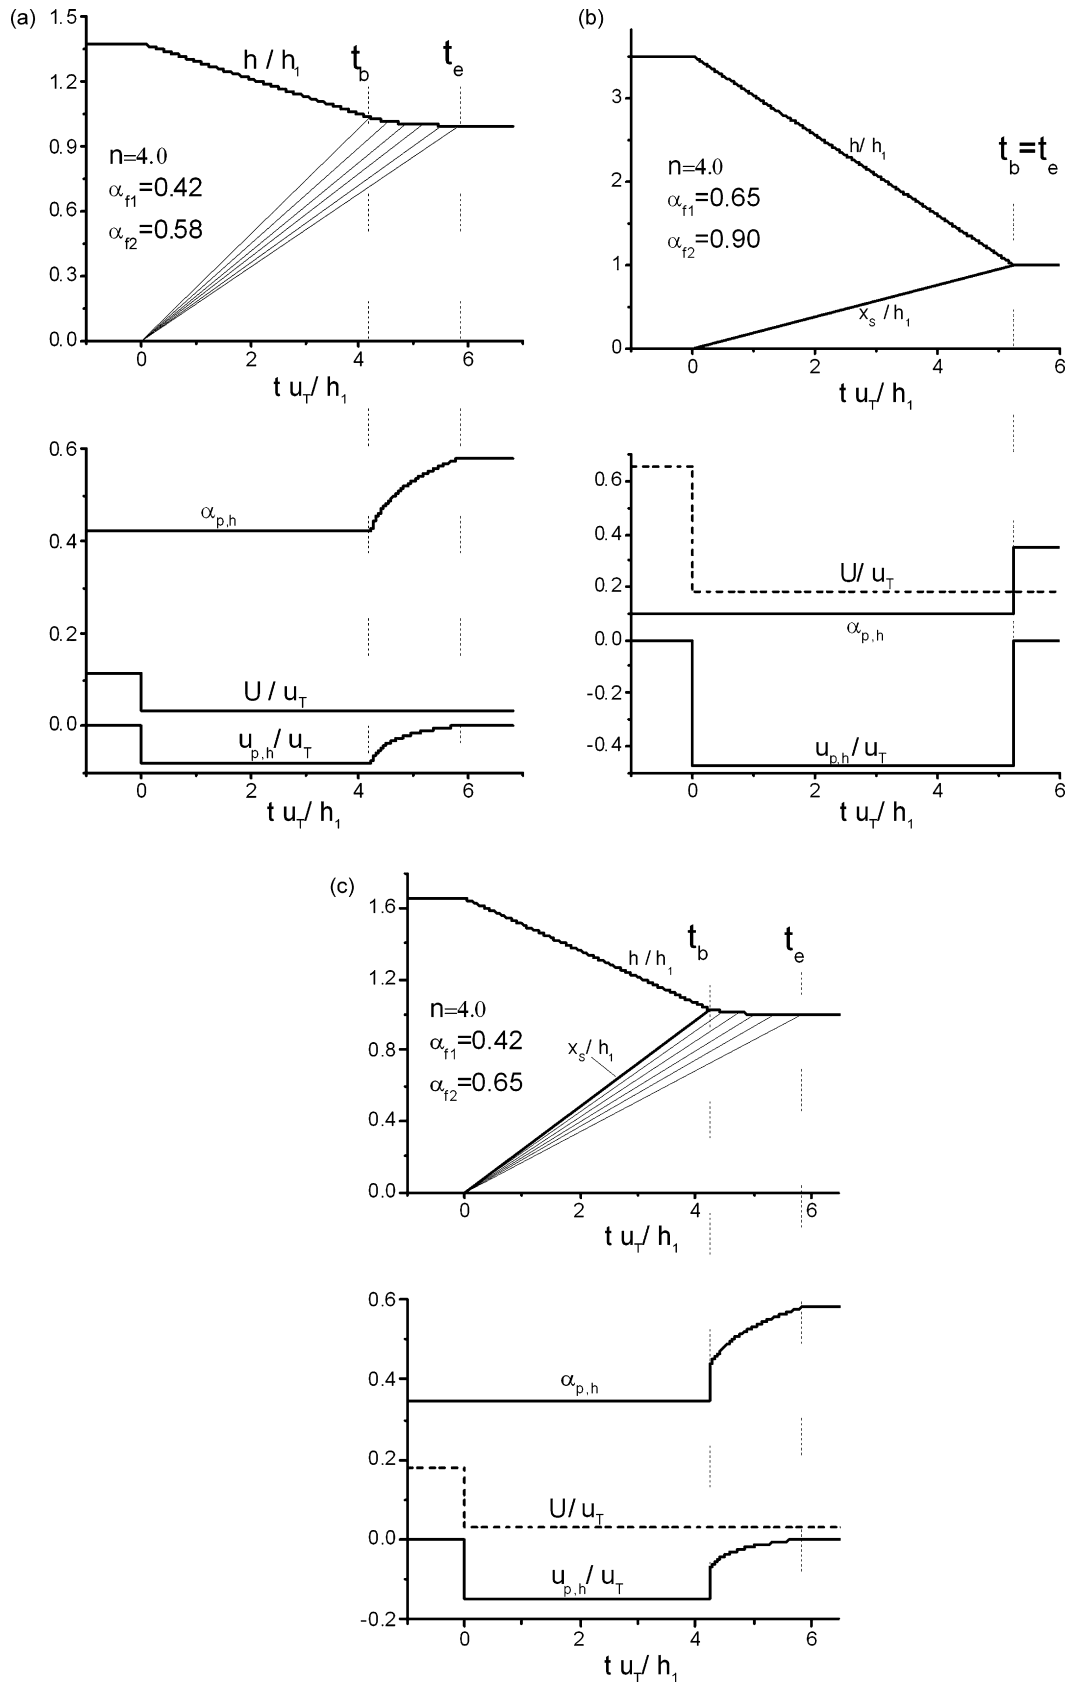 (a)
1.5
1.2
0.9
0.6
0.3
0.0
h / h1
tb
te
n=4.0
αf1=0.42
αf2=0.58
0 2 4 6
t uT/ h1
0.6
0.4
0.2
0.0
αp,h
U / uT
up,h/ uT
0 2 4 6
t uT/ h1
(b)
3
2
1
0
h/ h1
tb=te
n=4.0
αf1=0.65
αf2=0.90
xs /h1
0 2 4 6
t uT/ h1
0.6
0.4
0.2
0.0
-0.2
-0.4
U/ uT
αp,h
up,h/ uT
0 2 4 6
t uT/ h1
(c)
1.6
1.2
0.8
0.4
0.0
h / h1
tb
te
n=4.0
αf1=0.42
αf2=0.65
xs/ h1
0 2 4 6
t uT/ h1
0.6
0.4
0.2
0.0
-0.2
αp,h
U/ uT
up,h/ uT
0 2 4 6
t uT/ h1